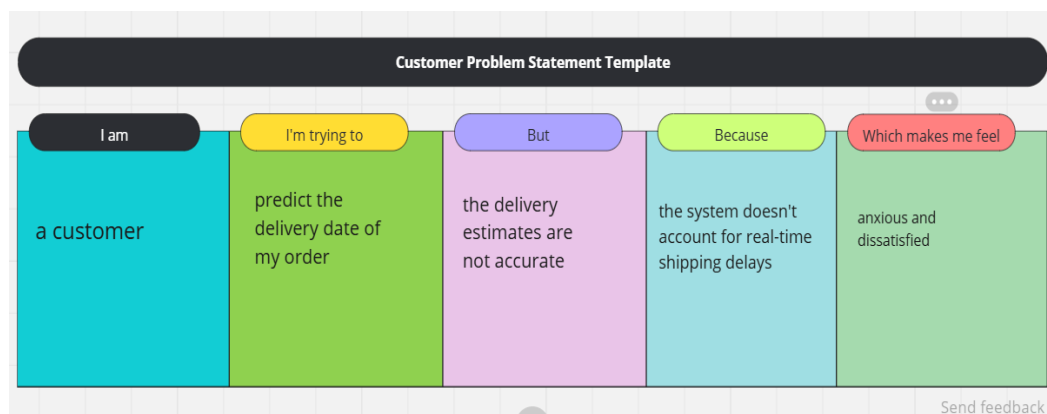 Customer Problem Statement Template
I am
I'm trying to
But
Because
Which makes me feel
a customer
predict the
delivery date of
my order
the delivery
estimates are
not accurate
the system doesn't
account for real-time
shipping delays
anxious and
dissatisfied
Send feedback